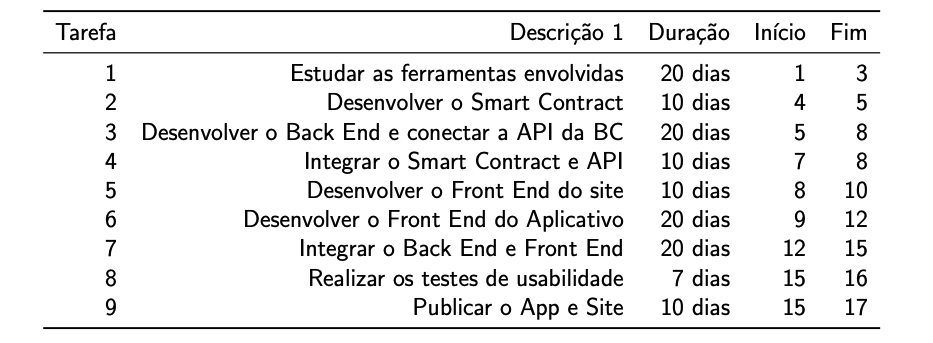 Tarefa Descrição 1 Duração Início Fim
1 Estudar as ferramentas envolvidas 20 dias 1 3
2 Desenvolver o Smart Contract 10 dias 4 5
3 Desenvolver o Back End e conectar a API da BC 20 dias 5 8
4 Integrar o Smart Contract e API 10 dias 7 8
5 Desenvolver o Front End do site 10 dias 8 10
6 Desenvolver o Front End do Aplicativo 20 dias 9 12
7 Integrar o Back End e Front End 20 dias 12 15
8 Realizar os testes de usabilidade 7 dias 15 16
9 Publicar o App e Site 10 dias 15 17